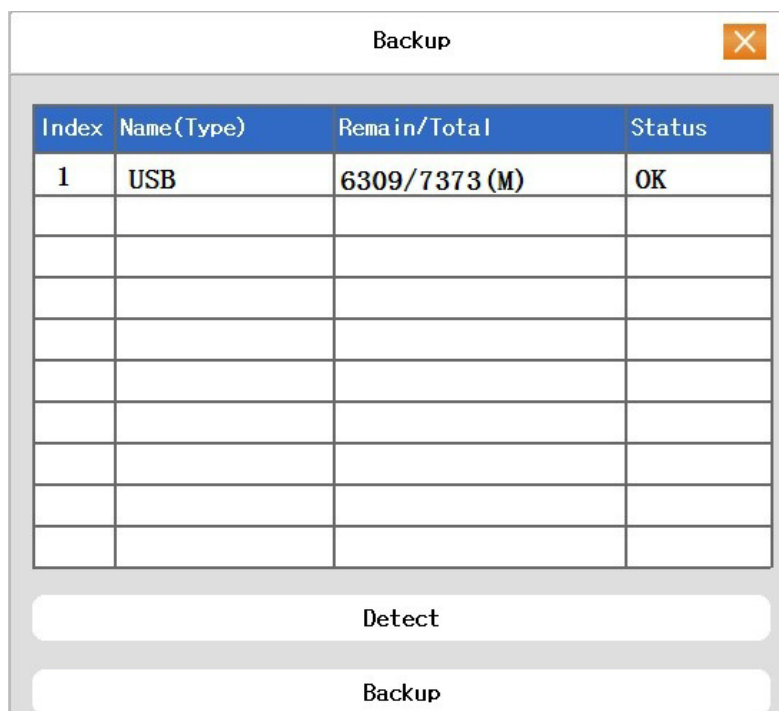 Backup
Index Name(Type) Remain/Total Status
1 USB 6309/7373(M) OK
Detect
Backup